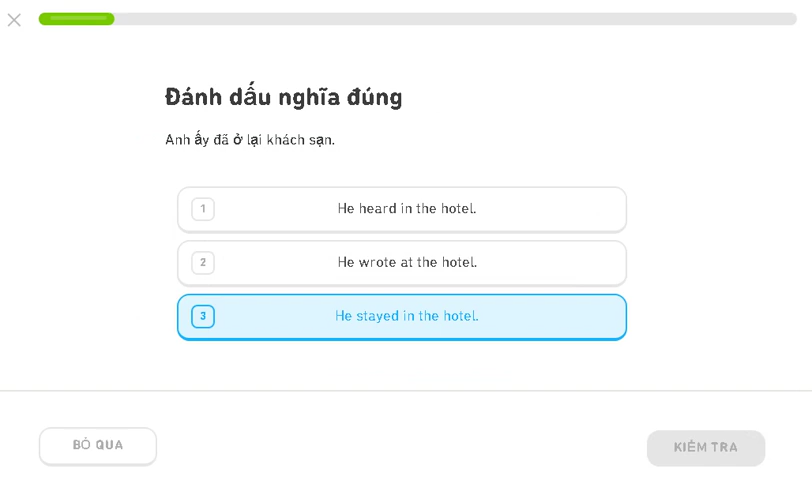 Đánh dấu nghĩa đúng
Anh ấy đã ở lại khách sạn.
1 He heard in the hotel.
2 He wrote at the hotel.
3 He stayed in the hotel.
BỎ QUA
KIỂM TRA